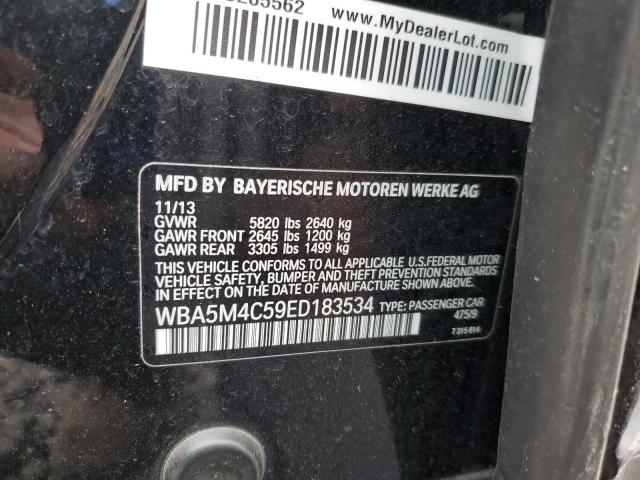 www.MyDealerLot.com
MFD BY BAYERISCHE MOTOREN WERKE AG
11/13
GVWR 5820 lbs 2640 kg
GAWR FRONT 2645 lbs 1200 kg
GAWR REAR 3305 lbs 1499 kg
THIS VEHICLE CONFORMS TO ALL APPLICABLE U.S. FEDERAL MOTOR
VEHICLE SAFETY, BUMPER AND THEFT PREVENTION STANDARDS
IN EFFECT ON THE DATE OF MANUFACTURE SHOWN ABOVE.
WBA5M4C59ED183534 TYPE: PASSENGER CAR
475/9
7315814